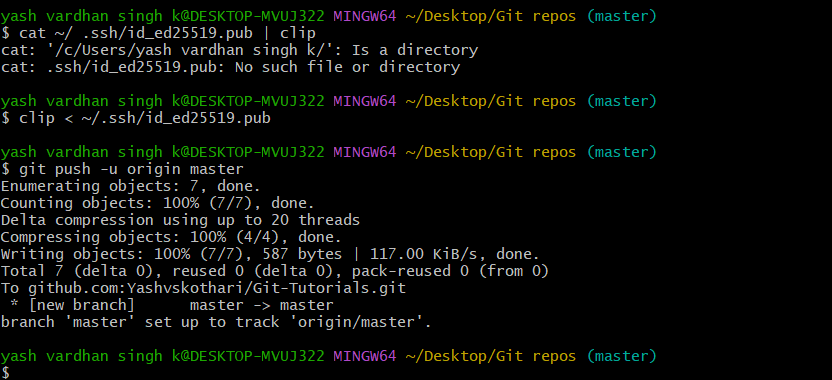 yash vardhan singh k@DESKTOP-MVUJ322 MINGW64 ~/Desktop/Git repos (master)
$ cat ~/ .ssh/id_ed25519.pub | clip
cat: '/c/Users/yash vardhan singh k/': Is a directory
cat: .ssh/id_ed25519.pub: No such file or directory
yash vardhan singh k@DESKTOP-MVUJ322 MINGW64 ~/Desktop/Git repos (master)
$ clip < ~/.ssh/id_ed25519.pub
yash vardhan singh k@DESKTOP-MVUJ322 MINGW64 ~/Desktop/Git repos (master)
$ git push -u origin master
Enumerating objects: 7, done.
Counting objects: 100% (7/7), done.
Delta compression using up to 20 threads
Compressing objects: 100% (4/4), done.
Writing objects: 100% (7/7), 587 bytes | 117.00 KiB/s, done.
Total 7 (delta 0), reused 0 (delta 0), pack-reused 0 (from 0)
To github.com:Yashvskothari/Git-Tutorials.git
 * [new branch]      master -> master
branch 'master' set up to track 'origin/master'.
yash vardhan singh k@DESKTOP-MVUJ322 MINGW64 ~/Desktop/Git repos (master)
$